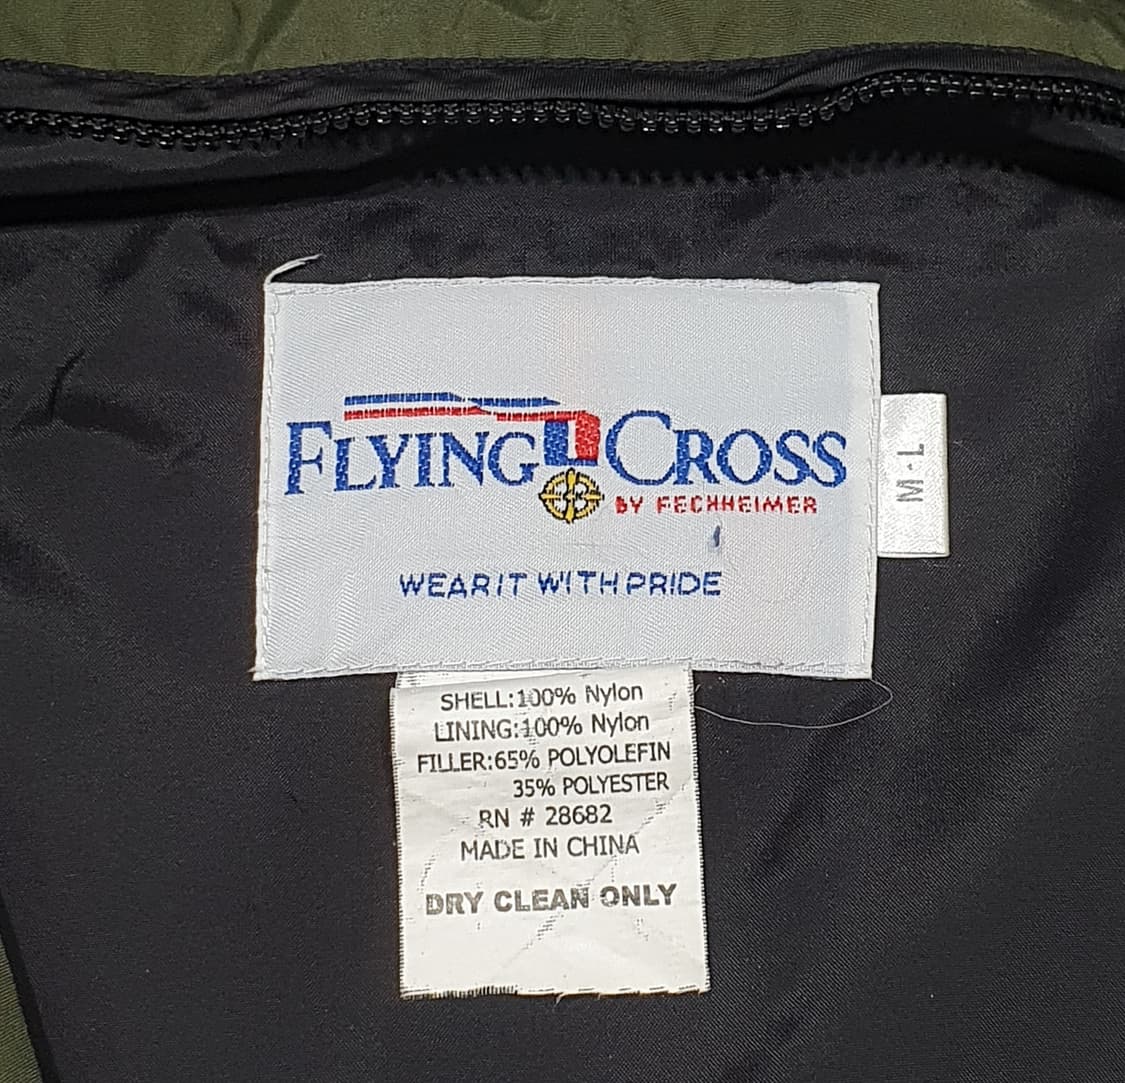 FLYING CROSS
BY FECHHEIMER
WEAR IT WITH PRIDE
M-L
SHELL:100% Nylon
LINING:100% Nylon
FILLER:65% POLYOLEFIN
35% POLYESTER
RN # 28682
MADE IN CHINA
DRY CLEAN ONLY